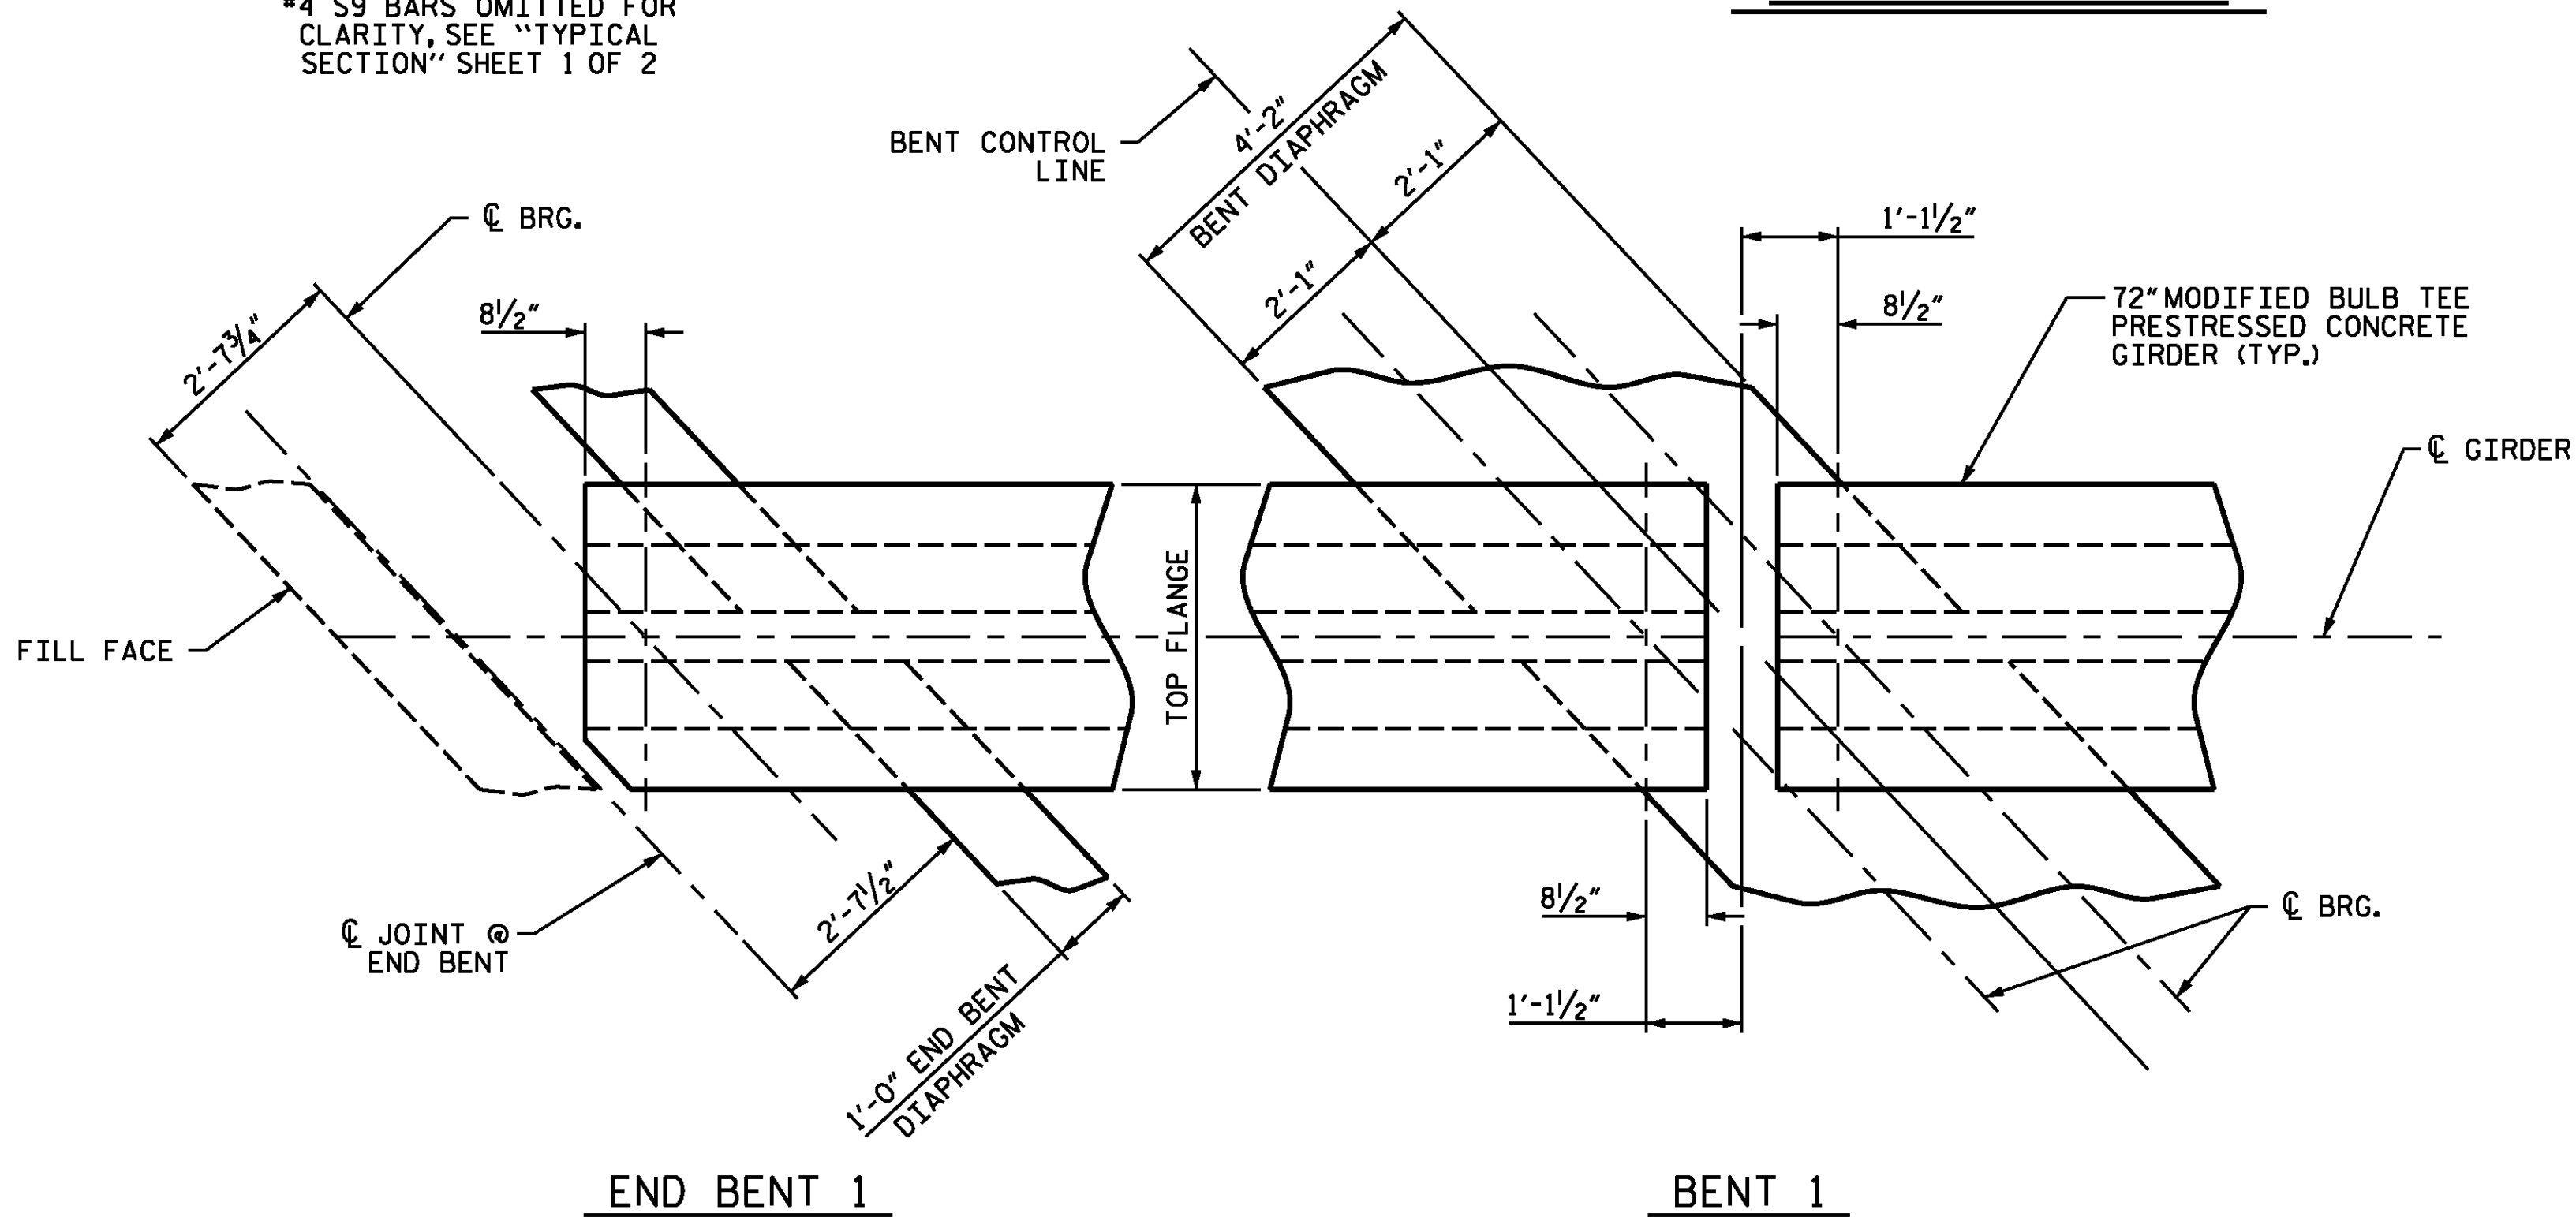 #4 S9 BARS OMITTED FOR
CLARITY, SEE "TYPICAL
SECTION" SHEET 1 OF 2
BENT CONTROL
LINE
4'-2"
BENT DIAPHRAGM
2'-1"
2'-1"
℄ BRG.
2'-7¾"
8½"
1'-1½"
8½"
72" MODIFIED BULB TEE
PRESTRESSED CONCRETE
GIRDER (TYP.)
℄ GIRDER
FILL FACE
TOP FLANGE
℄ JOINT @
END BENT
2'-7½"
1'-0" END BENT
DIAPHRAGM
8½"
1'-1½"
℄ BRG.
END BENT 1
BENT 1